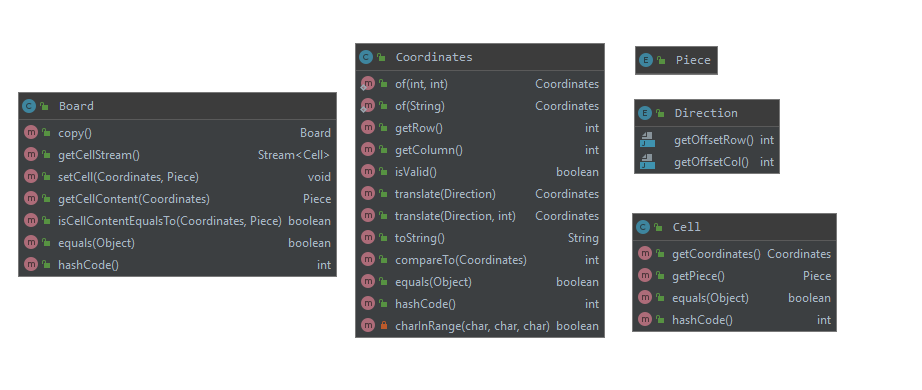 Board
copy() Board
getCellStream() Stream<Cell>
setCell(Coordinates, Piece) void
getCellContent(Coordinates) Piece
isCellContentEqualsTo(Coordinates, Piece) boolean
equals(Object) boolean
hashCode() int
Coordinates
of(int, int) Coordinates
of(String) Coordinates
getRow() int
getColumn() int
isValid() boolean
translate(Direction) Coordinates
translate(Direction, int) Coordinates
toString() String
compareTo(Coordinates) int
equals(Object) boolean
hashCode() int
charInRange(char, char, char) boolean
Piece
Direction
getOffsetRow() int
getOffsetCol() int
Cell
getCoordinates() Coordinates
getPiece() Piece
equals(Object) boolean
hashCode() int